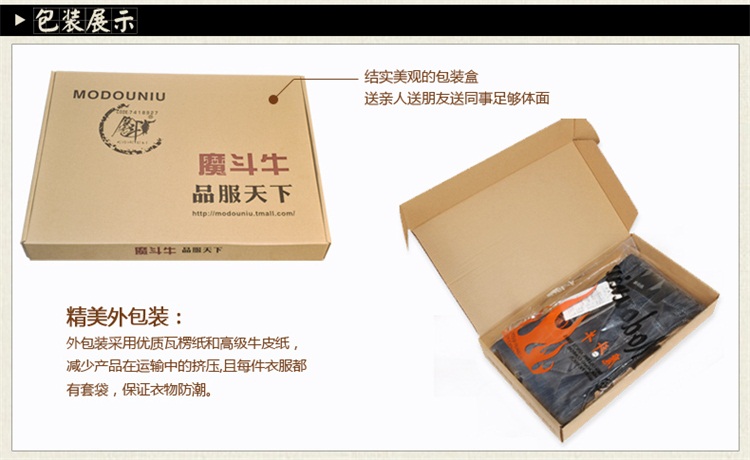 包装展示
MODOUNIU
魔斗牛
品服天下
http://modouniu.tmall.com/
魔斗牛 品服天下
结实美观的包装盒
送亲人送朋友送同事足够体面
精美外包装：
外包装采用优质瓦楞纸和高级牛皮纸，
减少产品在运输中的挤压,且每件衣服都
有套袋，保证衣物防潮。